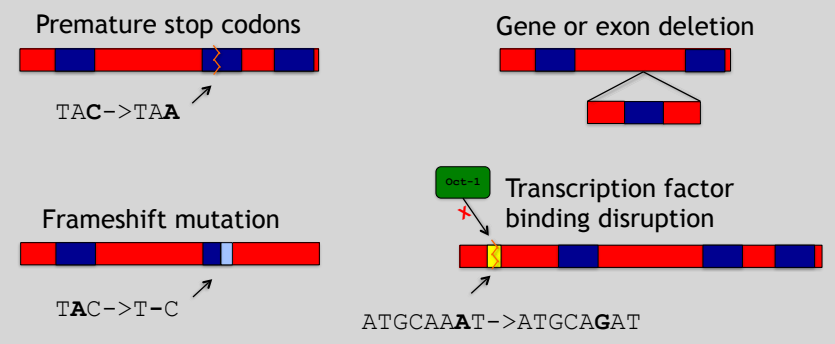 Premature stop codons
TAC->TAA
Gene or exon deletion
Frameshift mutation
TAC->T-C
Oct-1
Transcription factor
binding disruption
ATGCAAAT->ATGCAGAT